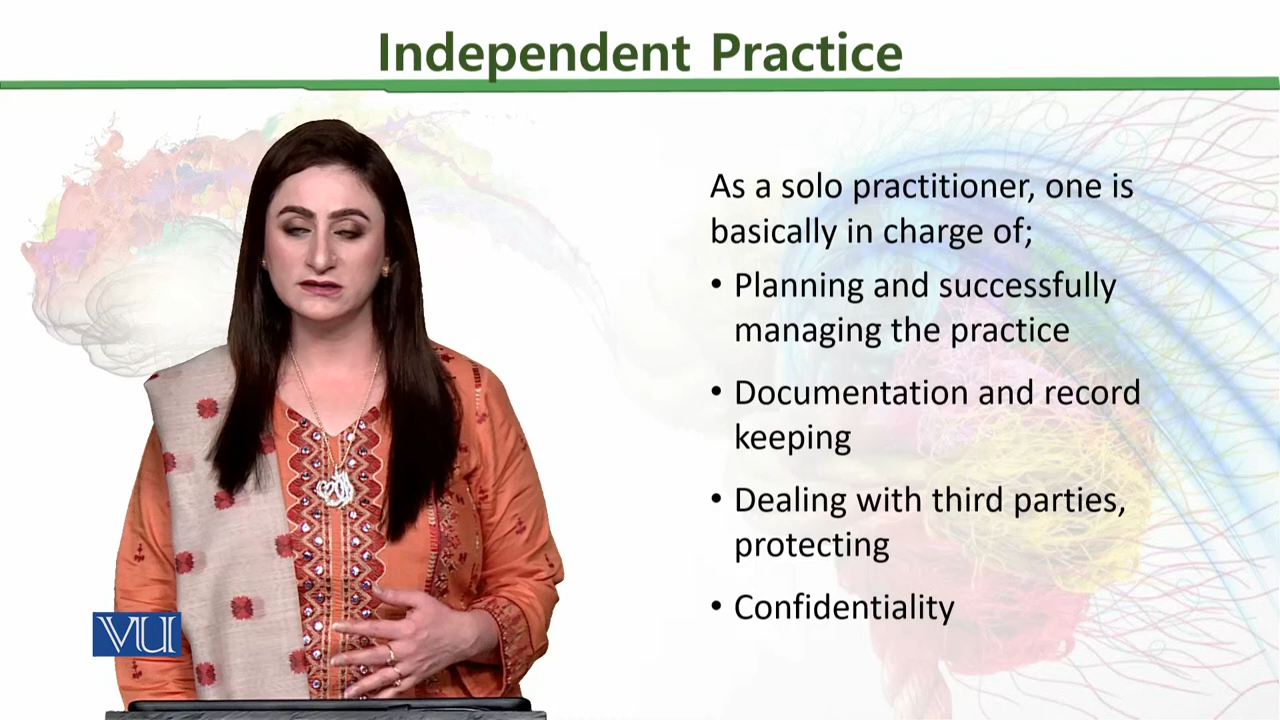 Independent Practice
As a solo practitioner, one is
basically in charge of;
• Planning and successfully
managing the practice
• Documentation and record
keeping
• Dealing with third parties,
protecting
• Confidentiality
VU